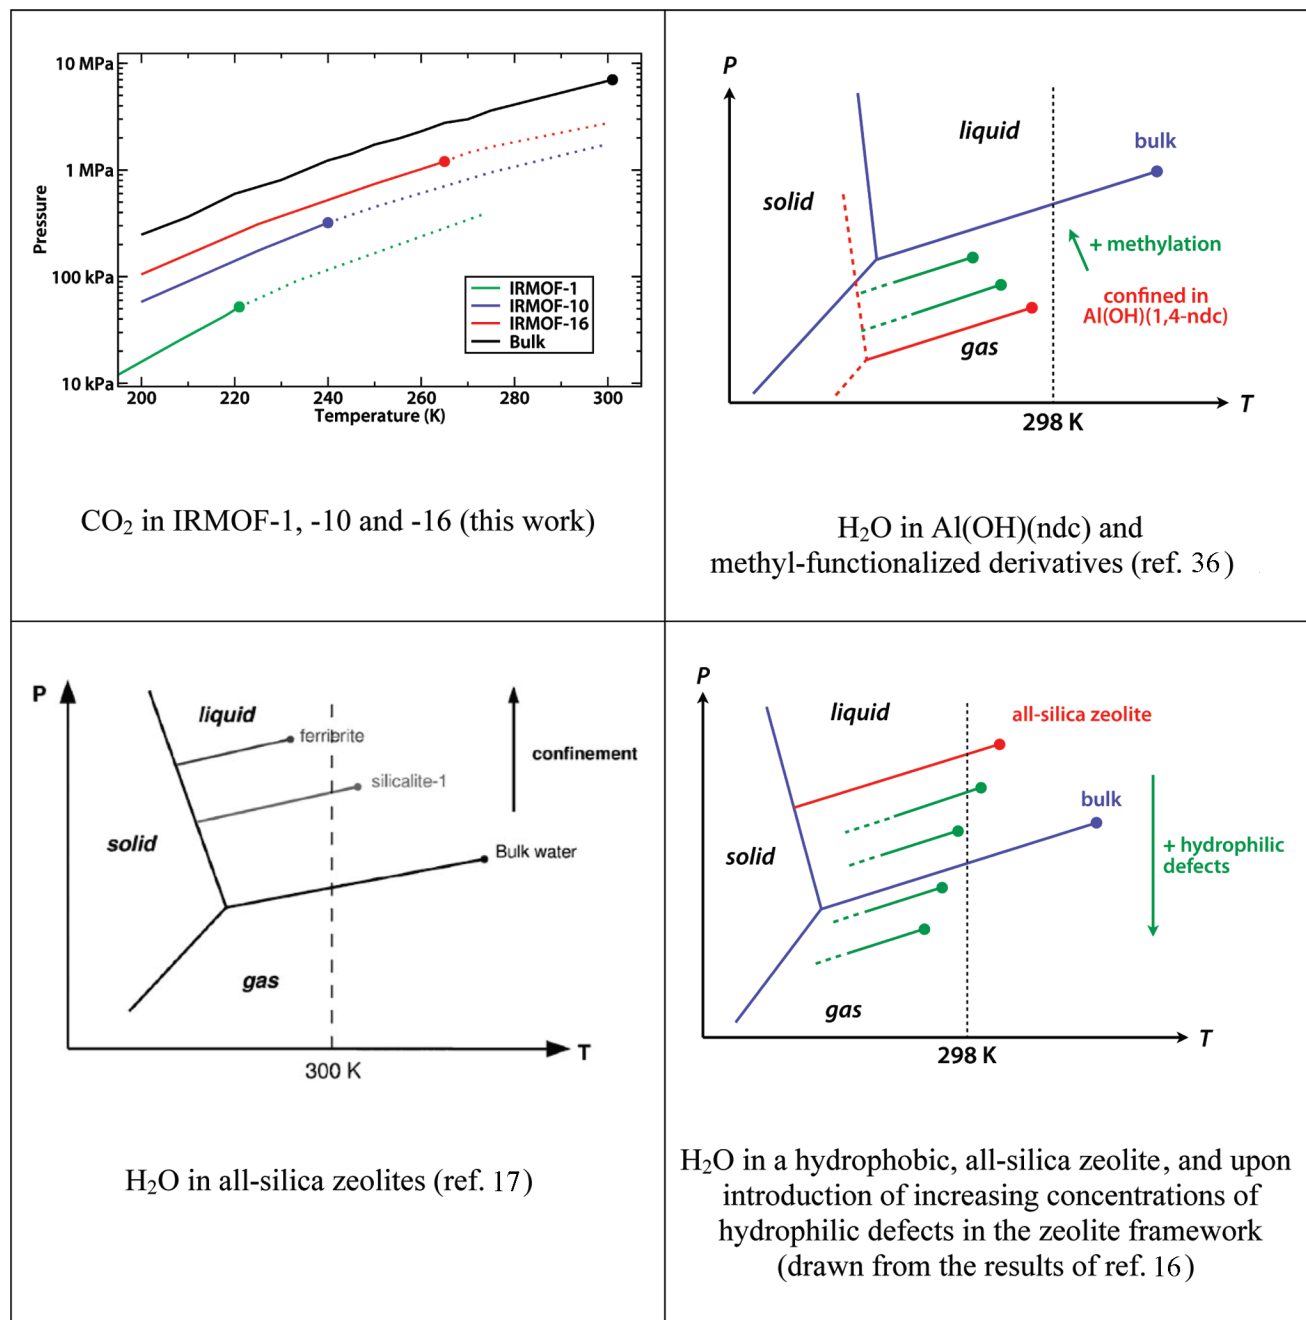 10 MPa
1 MPa
100 kPa
10 kPa
Pressure
200
220
240
260
280
300
Temperature (K)
IRMOF-1
IRMOF-10
IRMOF-16
Bulk
CO₂ in IRMOF-1, -10 and -16 (this work)
P
liquid
bulk
solid
+ methylation
confined in
Al(OH)(1,4-ndc)
gas
T
298 K
H₂O in Al(OH)(ndc) and
methyl-functionalized derivatives (ref. 36)
P
liquid
ferribrite
confinement
silicalite-1
solid
Bulk water
gas
T
300 K
H₂O in all-silica zeolites (ref. 17)
P
liquid
all-silica zeolite
bulk
solid
+ hydrophilic
defects
gas
T
298 K
H₂O in a hydrophobic, all-silica zeolite, and upon
introduction of increasing concentrations of
hydrophilic defects in the zeolite framework
(drawn from the results of ref. 16)